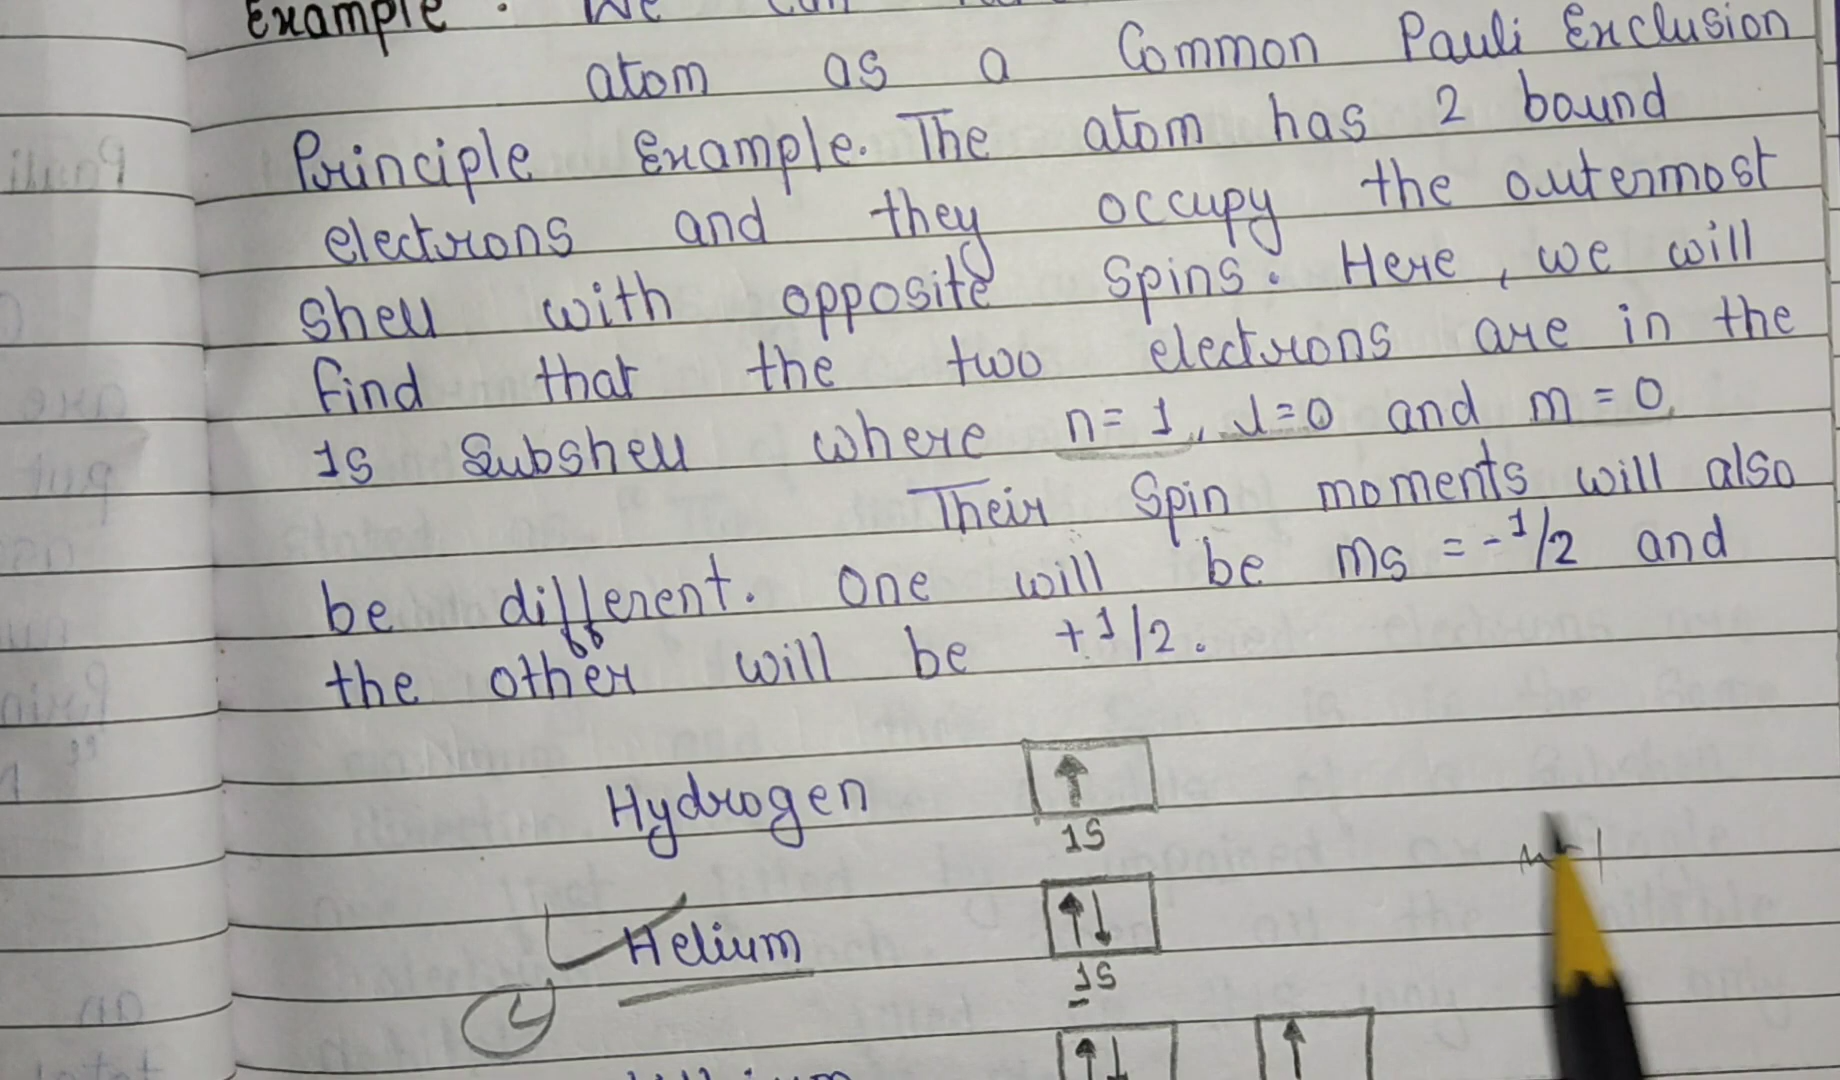 Example : We can
atom as a Common Pauli Exclusion
Principle Example. The atom has 2 bound
electrons and they occupy the outermost
shell with opposite spins. Here, we will
find that the two electrons are in the
1s Subshell where n=1, l=0 and m=0.
Their Spin moments will also
be different. One will be ms = -1/2 and
the other will be +1/2.
Hydrogen ↑
1S
Helium ↑↓
1S
↑↓ ↑